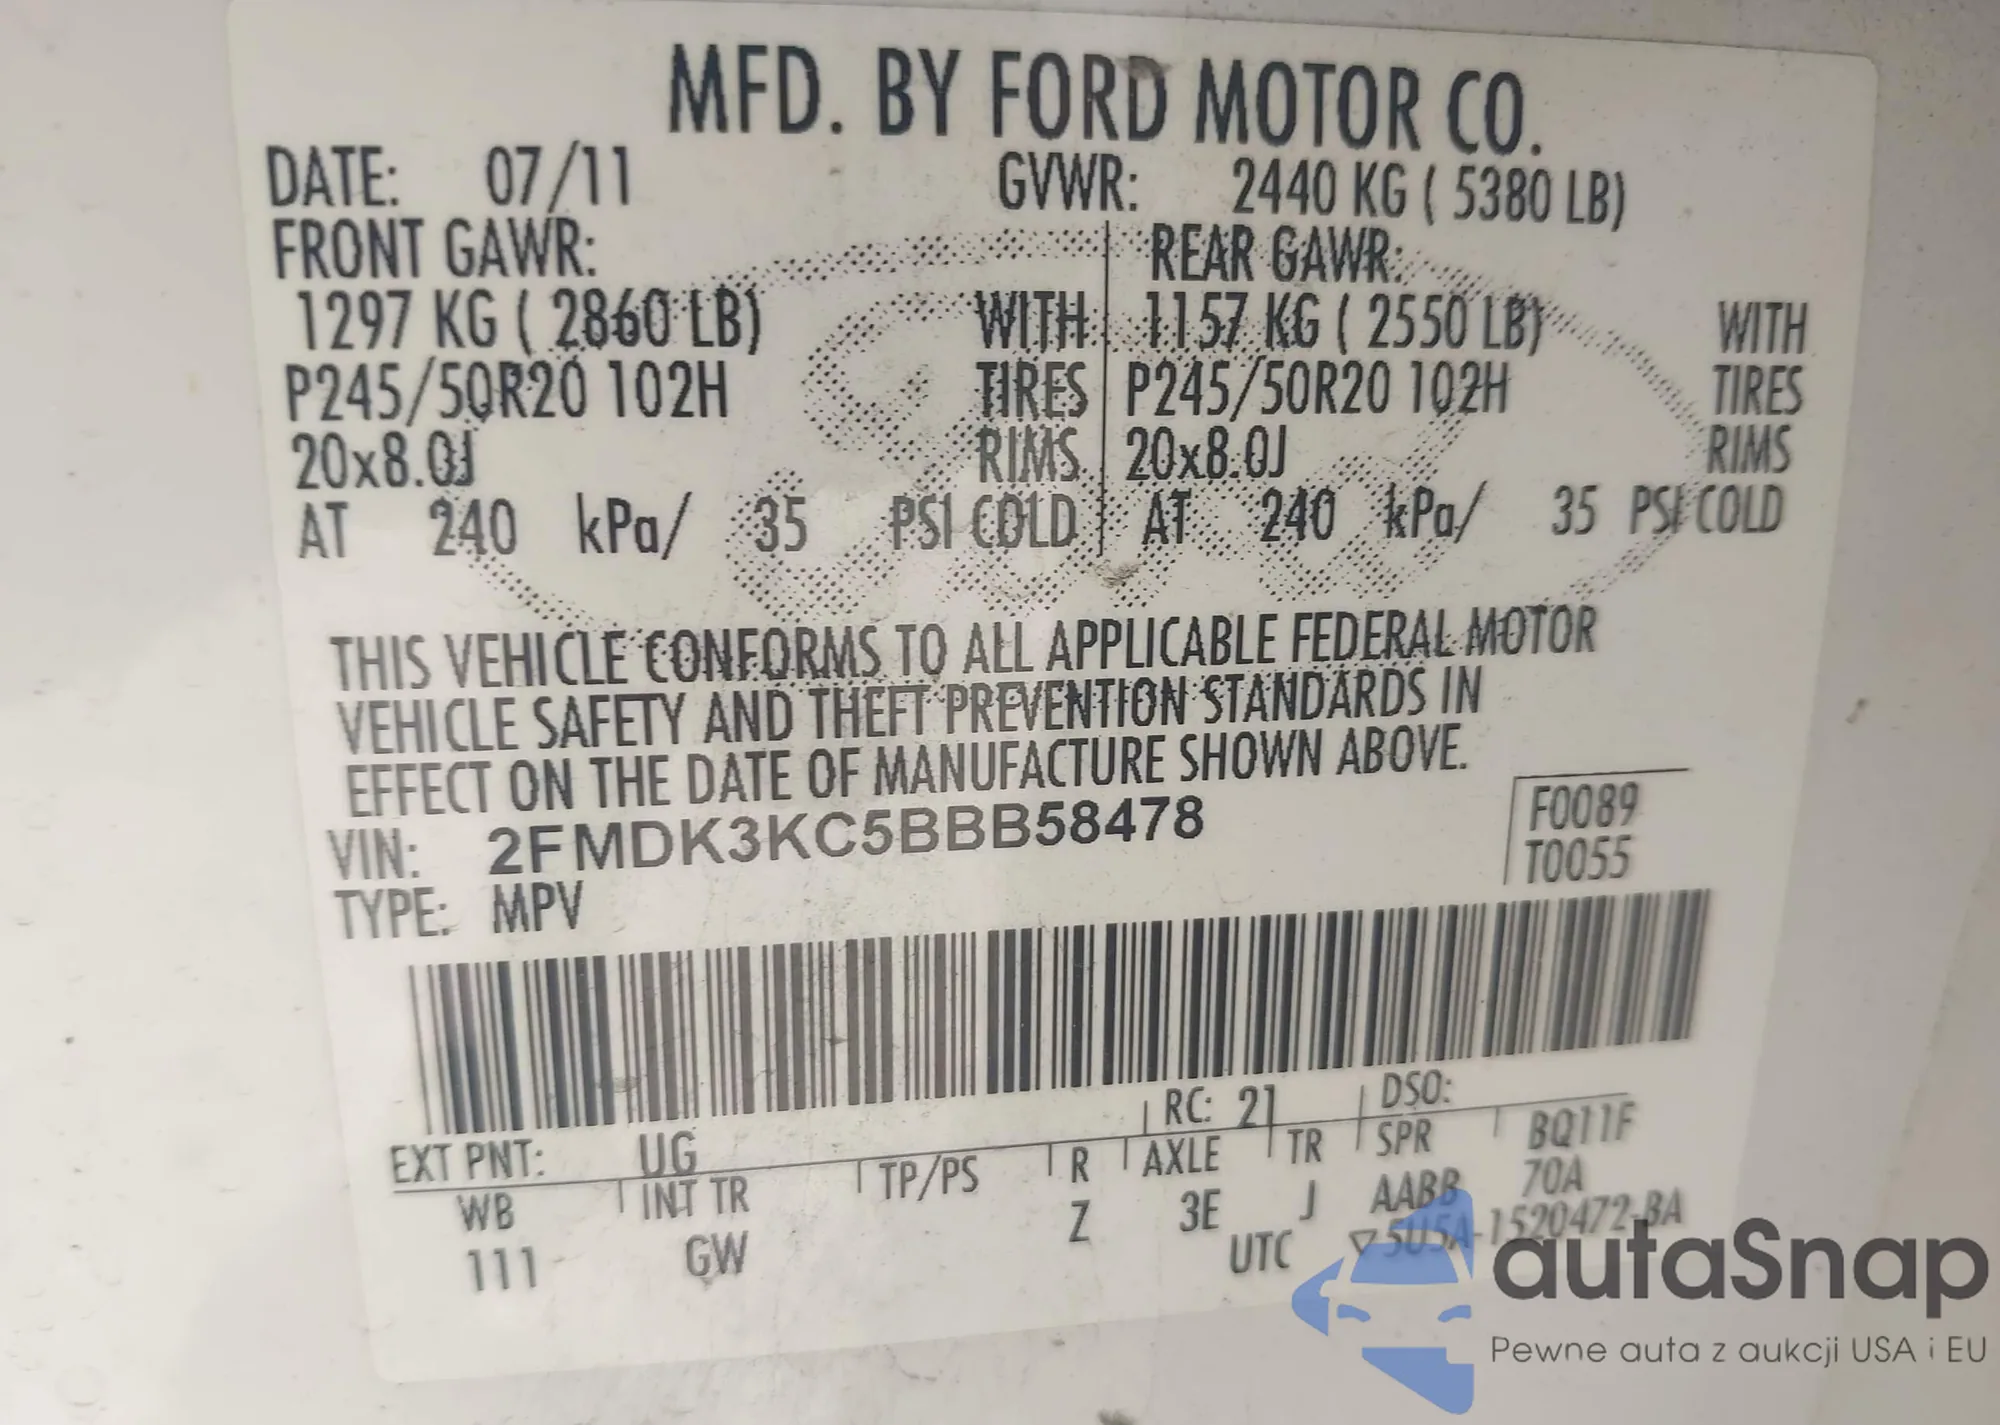 MFD. BY FORD MOTOR CO.
DATE: 07/11 GVWR: 2440 KG ( 5380 LB)
FRONT GAWR: REAR GAWR:
1297 KG ( 2860 LB) WITH 1157 KG ( 2550 LB) WITH
P245/50R20 102H TIRES P245/50R20 102H TIRES
20x8.0J RIMS 20x8.0J RIMS
AT 240 kPa/ 35 PSI COLD AT 240 kPa/ 35 PSI COLD
THIS VEHICLE CONFORMS TO ALL APPLICABLE FEDERAL MOTOR
VEHICLE SAFETY AND THEFT PREVENTION STANDARDS IN
EFFECT ON THE DATE OF MANUFACTURE SHOWN ABOVE.
VIN: 2FMDK3KC5BBB58478
F0089
T0055
TYPE: MPV
EXT PNT: UG RC: 21 DSO:
WB INT TR TP/PS R AXLE TR SPR BQ11F
111 GW Z 3E J AABB 70A
UTC ▽5U5A-1520472-BA
autaSnap
Pewne auta z aukcji USA i EU